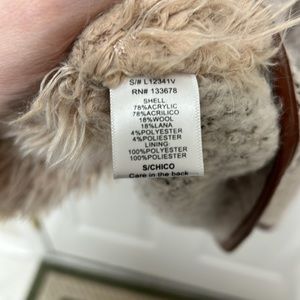 S/# L12341V
RN# 133678
SHELL
78%ACRYLIC
78%ACRILICO
18%WOOL
18%LANA
4%POLYESTER
4%POLIESTER
LINING:
100%POLYESTER
100%POLIESTER
S/CHICO
Care in the back